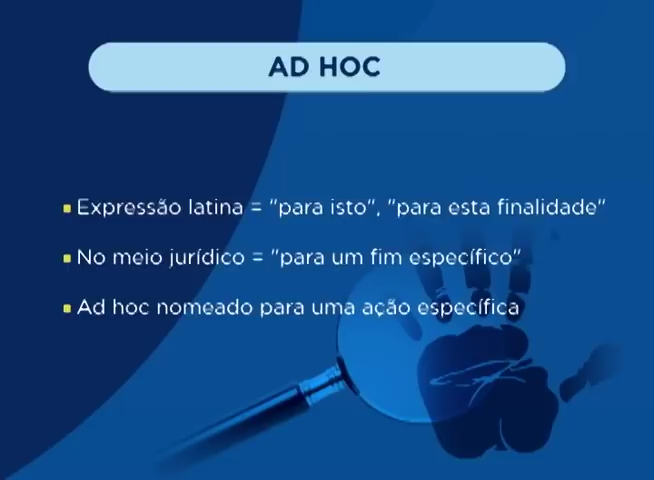 AD HOC
Expressão latina = "para isto", "para esta finalidade"
No meio jurídico = "para um fim específico"
Ad hoc nomeado para uma ação específica